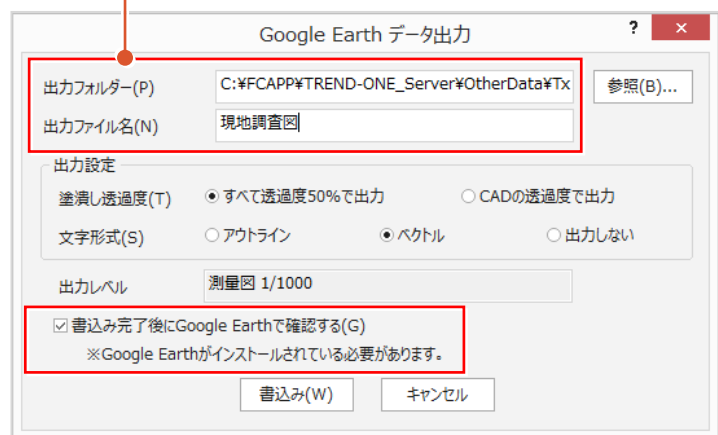 Google Earth データ出力
? ×
出力フォルダー(P) C:¥FCAPP¥TREND-ONE_Server¥OtherData¥Tx 参照(B)...
出力ファイル名(N) 現地調査図
出力設定
塗潰し透過度(T) すべて透過度50%で出力 CADの透過度で出力
文字形式(S) アウトライン ベクトル 出力しない
出力レベル 測量図 1/1000
書込み完了後にGoogle Earthで確認する(G)
※Google Earthがインストールされている必要があります。
書込み(W) キャンセル